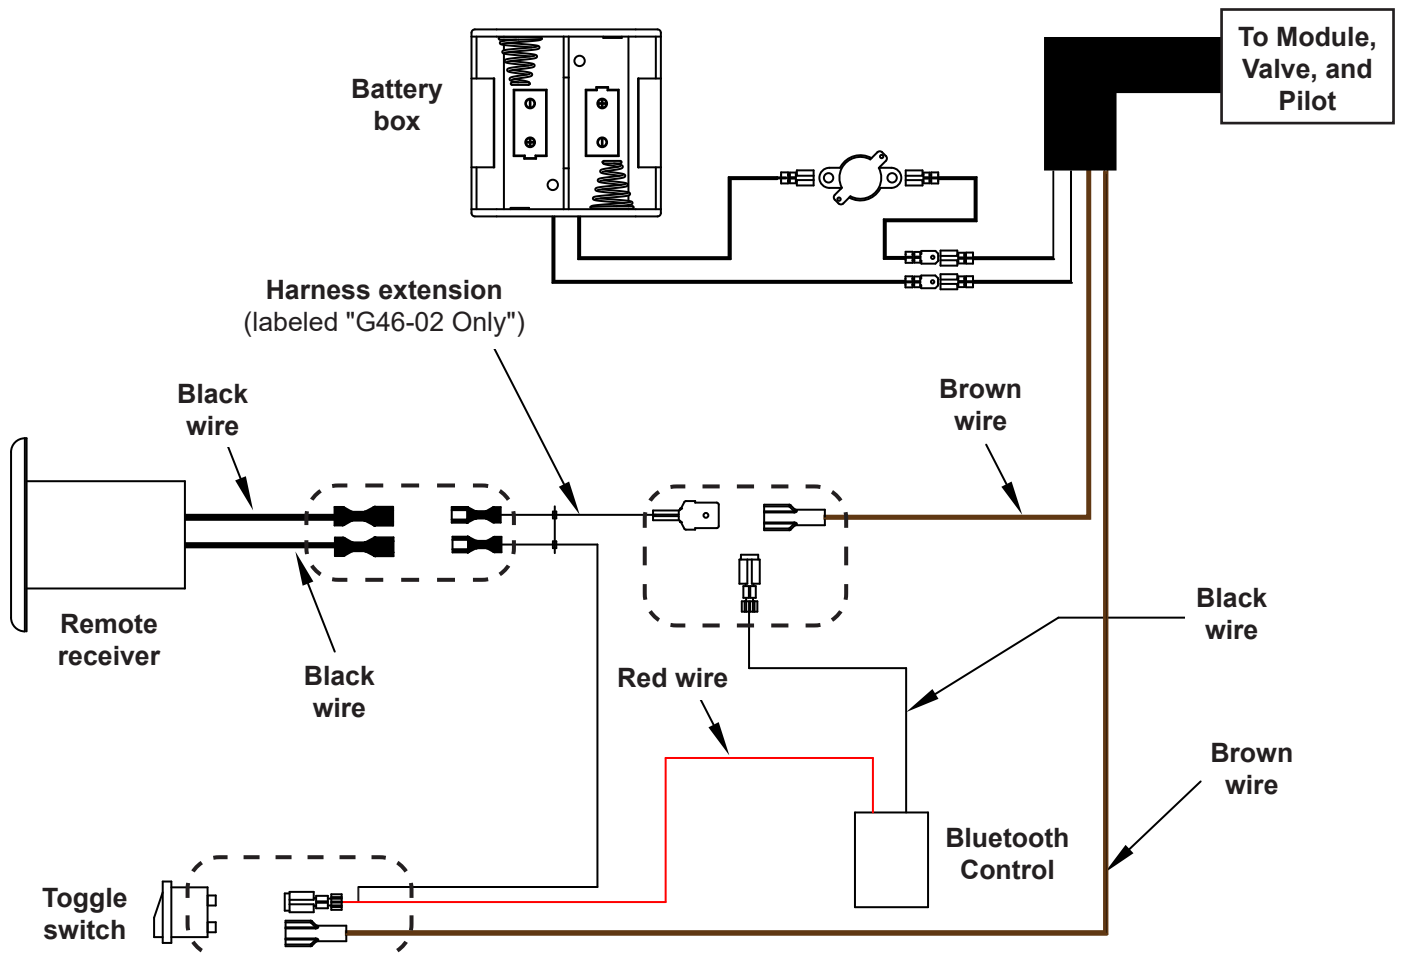 To Module,
Valve, and
Pilot
Battery
box
Harness extension
(labeled "G46-02 Only")
Black
wire
Brown
wire
Remote
receiver
Black
wire
Black
wire
Red wire
Brown
wire
Bluetooth
Control
Toggle
switch